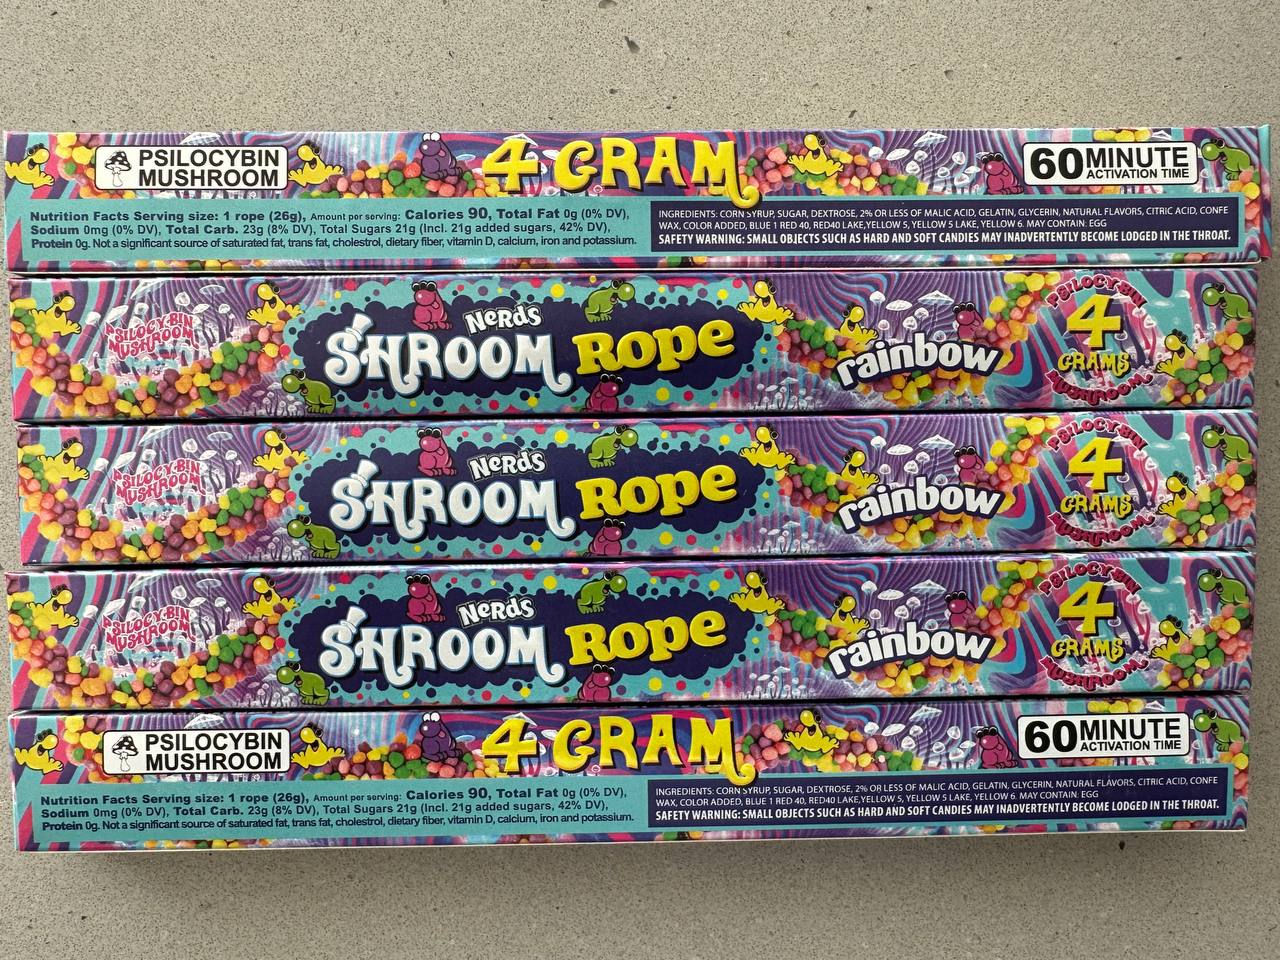 PSILOCYBIN MUSHROOM
4 GRAM
60 MINUTE ACTIVATION TIME
Nutrition Facts Serving size: 1 rope (26g), Amount per serving: Calories 90, Total Fat 0g (0% DV),
Sodium 0mg (0% DV), Total Carb. 23g (8% DV), Total Sugars 21g (Incl. 21g added sugars, 42% DV),
Protein 0g. Not a significant source of saturated fat, trans fat, cholestrol, dietary fiber, vitamin D, calcium, iron and potassium.
INGREDIENTS: CORN SYRUP, SUGAR, DEXTROSE, 2% OR LESS OF MALIC ACID, GELATIN, GLYCERIN, NATURAL FLAVORS, CITRIC ACID, CONFE
WAX, COLOR ADDED, BLUE 1 RED 40, RED40 LAKE,YELLOW 5, YELLOW 5 LAKE, YELLOW 6. MAY CONTAIN: EGG
SAFETY WARNING: SMALL OBJECTS SUCH AS HARD AND SOFT CANDIES MAY INADVERTENTLY BECOME LODGED IN THE THROAT.
PSILOCYBIN
MUSHROOM
NeRdS
SHROOM Rope
rainbow
PSILOCYBIN
4
GRAMS
MUSHROOM
PSILOCYBIN
MUSHROOM
NeRdS
SHROOM Rope
rainbow
PSILOCYBIN
4
GRAMS
MUSHROOM
PSILOCYBIN
MUSHROOM
NeRdS
SHROOM Rope
rainbow
PSILOCYBIN
4
GRAMS
MUSHROOM
PSILOCYBIN MUSHROOM
4 GRAM
60 MINUTE ACTIVATION TIME
Nutrition Facts Serving size: 1 rope (26g), Amount per serving: Calories 90, Total Fat 0g (0% DV),
Sodium 0mg (0% DV), Total Carb. 23g (8% DV), Total Sugars 21g (Incl. 21g added sugars, 42% DV),
Protein 0g. Not a significant source of saturated fat, trans fat, cholestrol, dietary fiber, vitamin D, calcium, iron and potassium.
INGREDIENTS: CORN SYRUP, SUGAR, DEXTROSE, 2% OR LESS OF MALIC ACID, GELATIN, GLYCERIN, NATURAL FLAVORS, CITRIC ACID, CONFE
WAX, COLOR ADDED, BLUE 1 RED 40, RED40 LAKE,YELLOW 5, YELLOW 5 LAKE, YELLOW 6. MAY CONTAIN: EGG
SAFETY WARNING: SMALL OBJECTS SUCH AS HARD AND SOFT CANDIES MAY INADVERTENTLY BECOME LODGED IN THE THROAT.